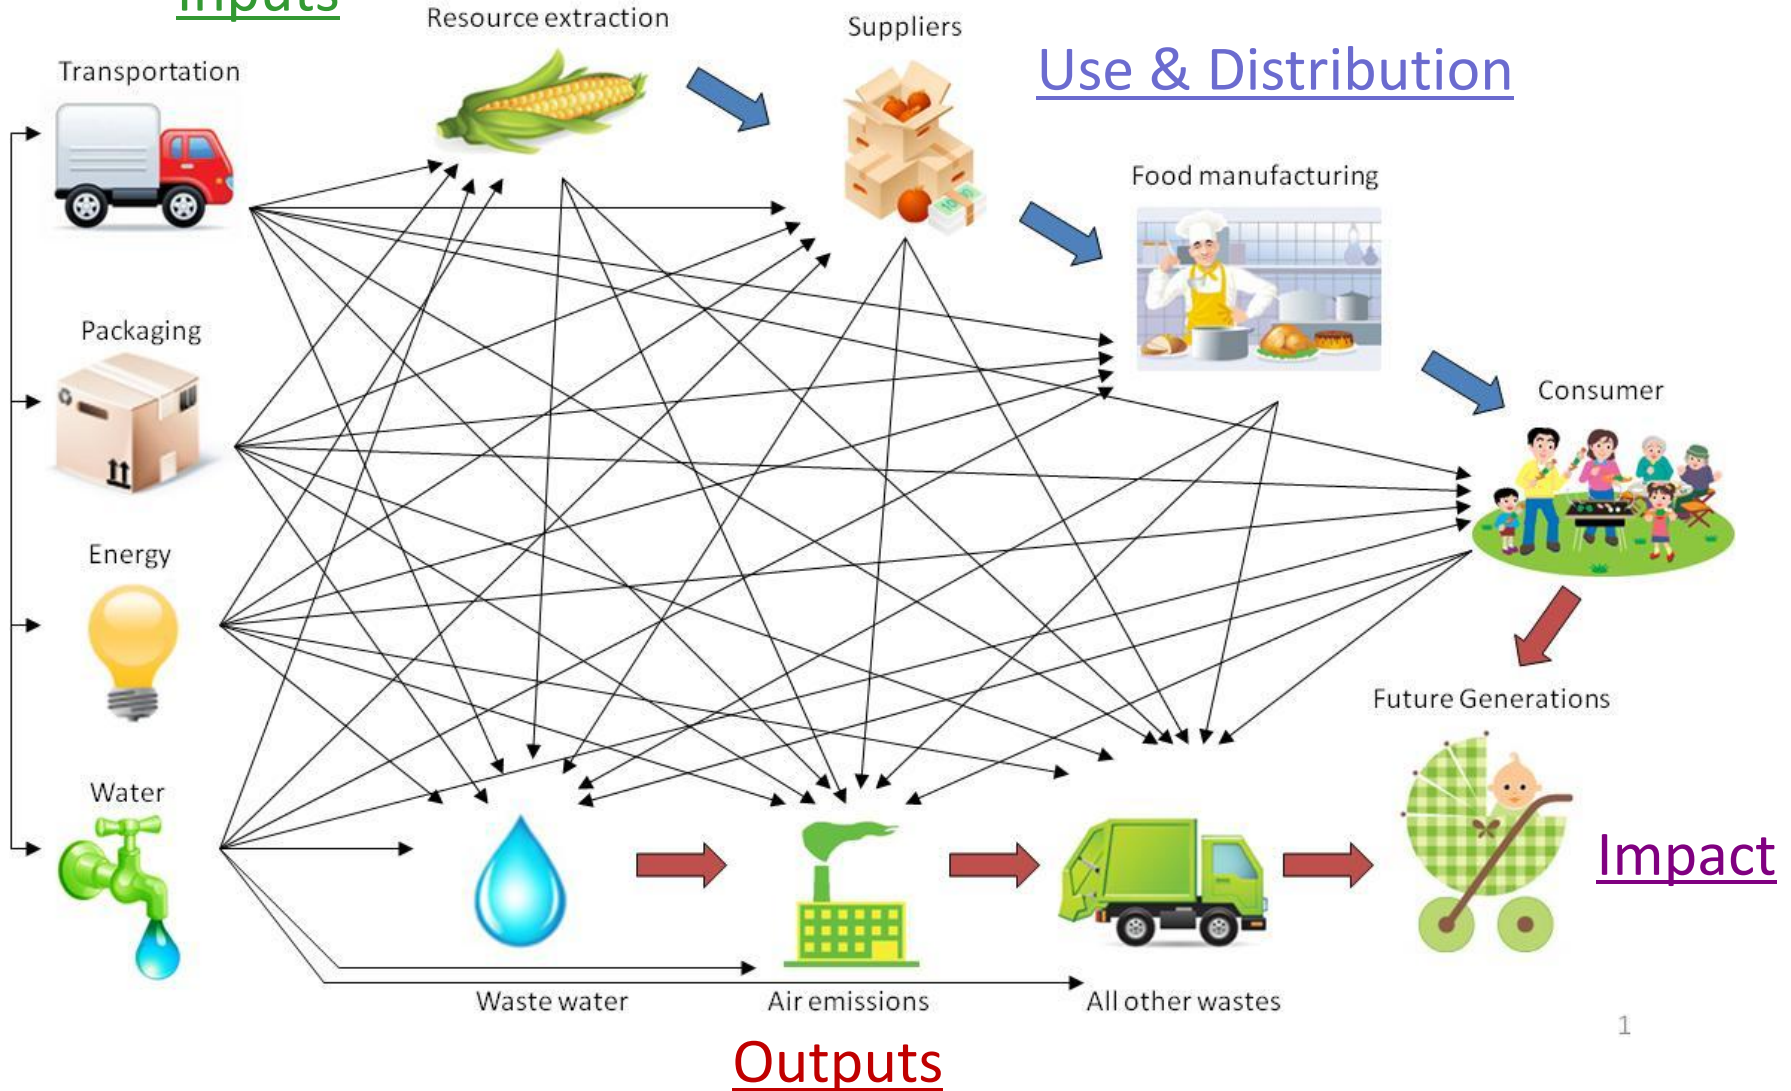 Inputs
Resource extraction
Suppliers
Use & Distribution
Transportation
Food manufacturing
Packaging
Consumer
Energy
Future Generations
Water
Impact
Waste water
Air emissions
All other wastes
1
Outputs